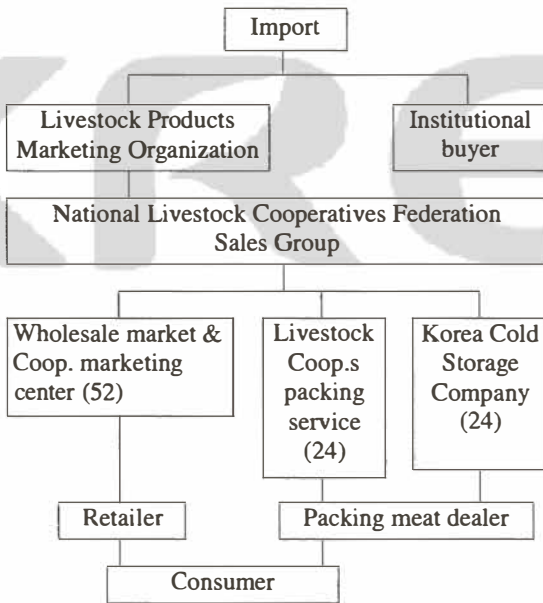 Import
Livestock Products
Marketing Organization
Institutional
buyer
National Livestock Cooperatives Federation
Sales Group
Wholesale market &
Coop. marketing
center (52)
Livestock
Coop.s
packing
service
(24)
Korea Cold
Storage
Company
(24)
Retailer
Packing meat dealer
Consumer